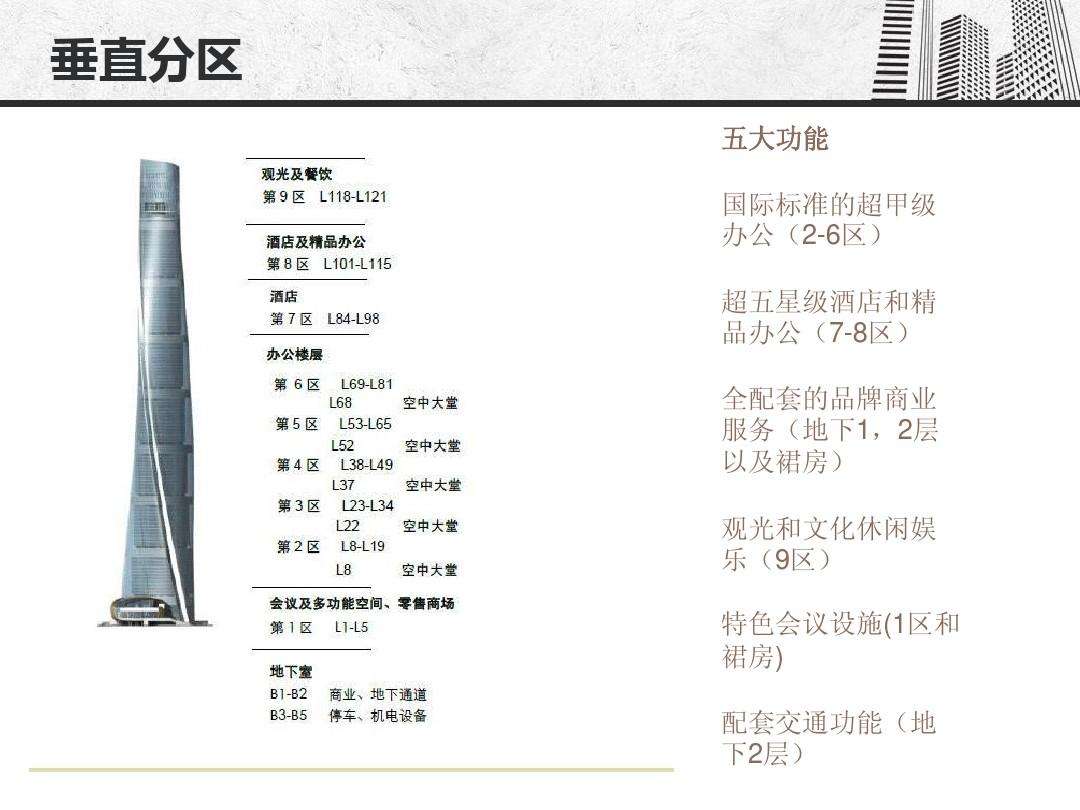 垂直分区
观光及餐饮
第 9 区 L118-L121
酒店及精品办公
第 8 区 L101-L115
酒店
第 7 区 L84-L98
办公楼层
第 6 区 L69-L81
L68 空中大堂
第 5 区 L53-L65
L52 空中大堂
第 4 区 L38-L49
L37 空中大堂
第 3 区 L23-L34
L22 空中大堂
第 2 区 L8-L19
L8 空中大堂
会议及多功能空间、零售商场
第 1 区 L1-L5
地下室
B1-B2 商业、地下通道
B3-B5 停车、机电设备
五大功能
国际标准的超甲级
办公（2-6区）
超五星级酒店和精
品办公（7-8区）
全配套的品牌商业
服务（地下1，2层
以及裙房）
观光和文化休闲娱
乐（9区）
特色会议设施(1区和
裙房)
配套交通功能（地
下2层）